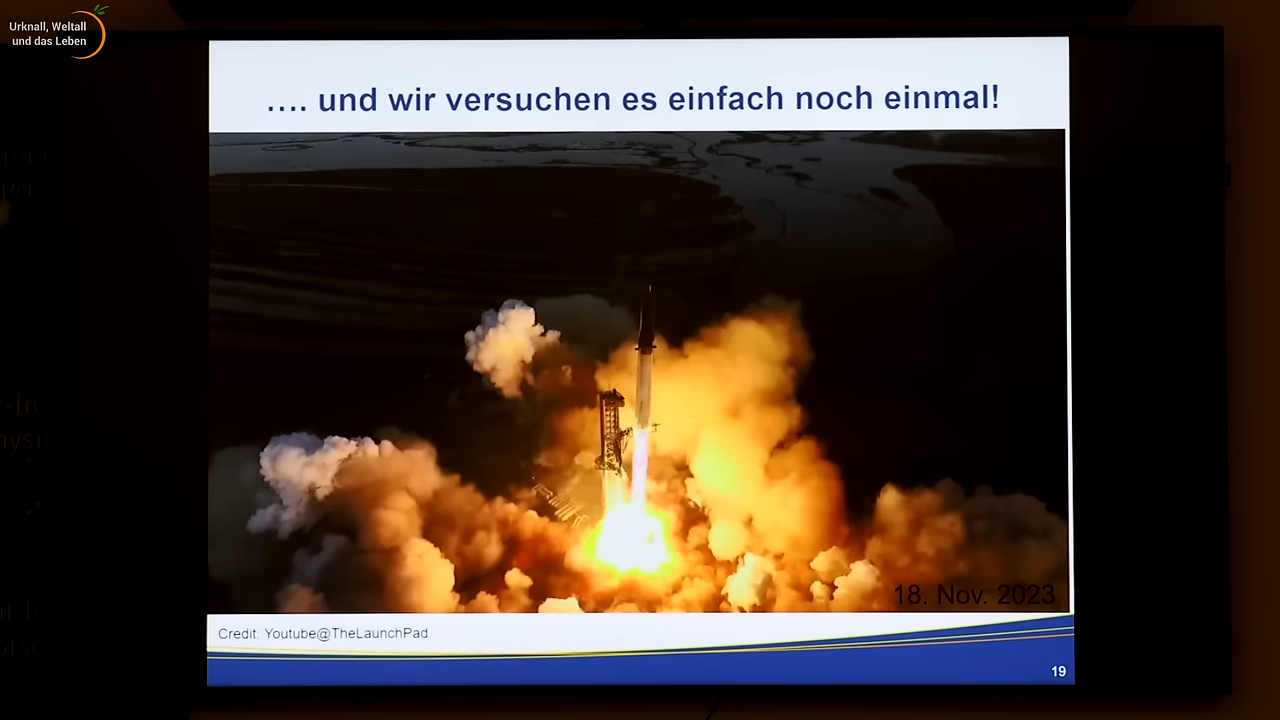 Urknall, Weltall
und das Leben
…. und wir versuchen es einfach noch einmal!
18. Nov. 2023
Credit: Youtube@TheLaunchPad
19